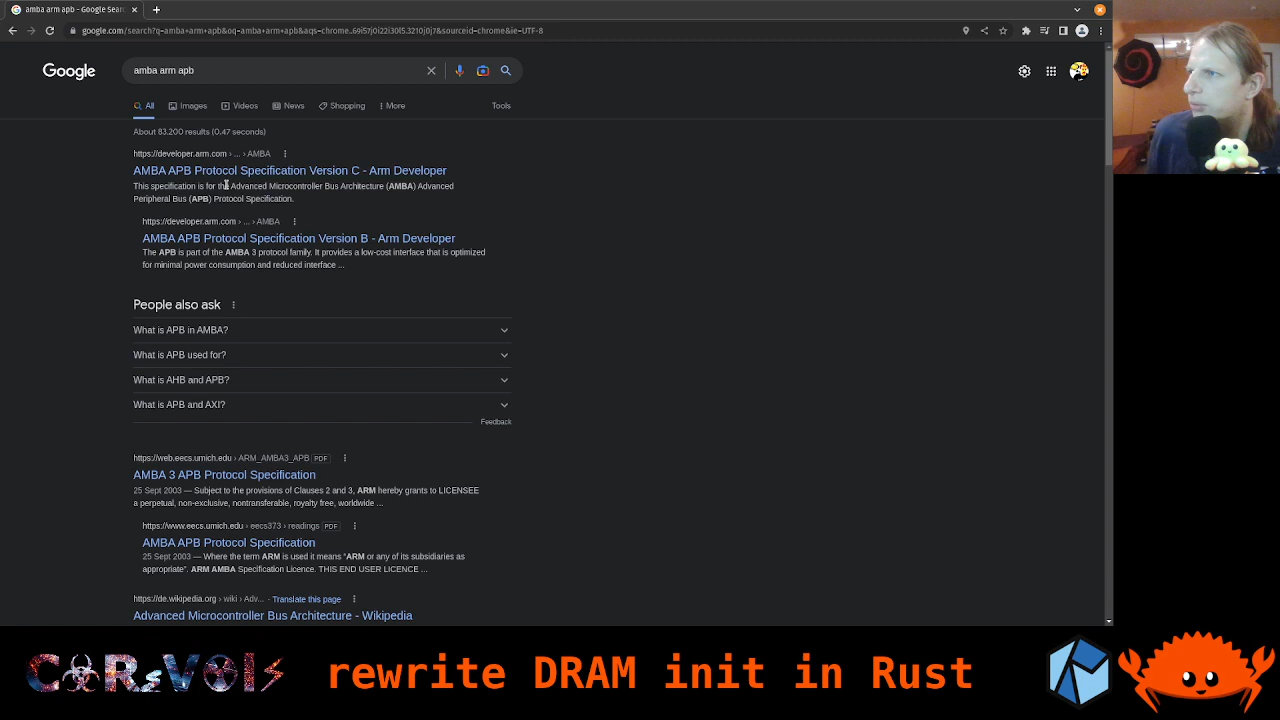 amba arm apb - Google Sear
google.com/search?q=amba+arm+apb&oq=amba+arm+apb&aqs=chrome..69i57j0i22i30l5.3210j0j7&sourceid=chrome&ie=UTF-8
Google
amba arm apb
All Images Videos News Shopping More Tools
About 83.200 results (0.47 seconds)
https://developer.arm.com › ... › AMBA
AMBA APB Protocol Specification Version C - Arm Developer
This specification is for the Advanced Microcontroller Bus Architecture (AMBA) Advanced
Peripheral Bus (APB) Protocol Specification.
https://developer.arm.com › ... › AMBA
AMBA APB Protocol Specification Version B - Arm Developer
The APB is part of the AMBA 3 protocol family. It provides a low-cost interface that is optimized
for minimal power consumption and reduced interface ...
People also ask
What is APB in AMBA?
What is APB used for?
What is AHB and APB?
What is APB and AXI?
Feedback
https://web.eecs.umich.edu › ARM_AMBA3_APB PDF
AMBA 3 APB Protocol Specification
25 Sept 2003 — Subject to the provisions of Clauses 2 and 3, ARM hereby grants to LICENSEE
a perpetual, non-exclusive, nontransferable, royalty free, worldwide ...
https://www.eecs.umich.edu › eecs373 › readings PDF
AMBA APB Protocol Specification
25 Sept 2003 — Where the term ARM is used it means “ARM or any of its subsidiaries as
appropriate”. ARM AMBA Specification Licence. THIS END USER LICENCE ...
https://de.wikipedia.org › wiki › Adv... · Translate this page
Advanced Microcontroller Bus Architecture - Wikipedia
rewrite DRAM init in Rust